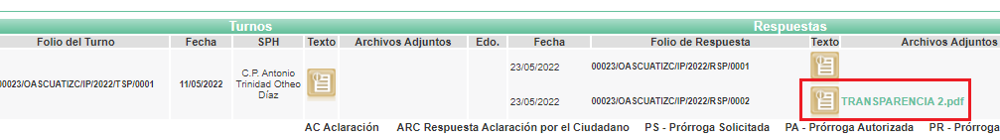 Turnos Respuestas
Folio del Turno Fecha SPH Texto Archivos Adjuntos Edo. Fecha Folio de Respuesta Texto Archivos Adjuntos
00023/OASCUATIZC/IP/2022/TSP/0001 11/05/2022 C.P. Antonio Trinidad Otheo Díaz
23/05/2022 00023/OASCUATIZC/IP/2022/RSP/0001
23/05/2022 00023/OASCUATIZC/IP/2022/RSP/0002 TRANSPARENCIA 2.pdf
AC Aclaración ARC Respuesta Aclaración por el Ciudadano PS - Prórroga Solicitada PA - Prórroga Autorizada PR - Prórroga